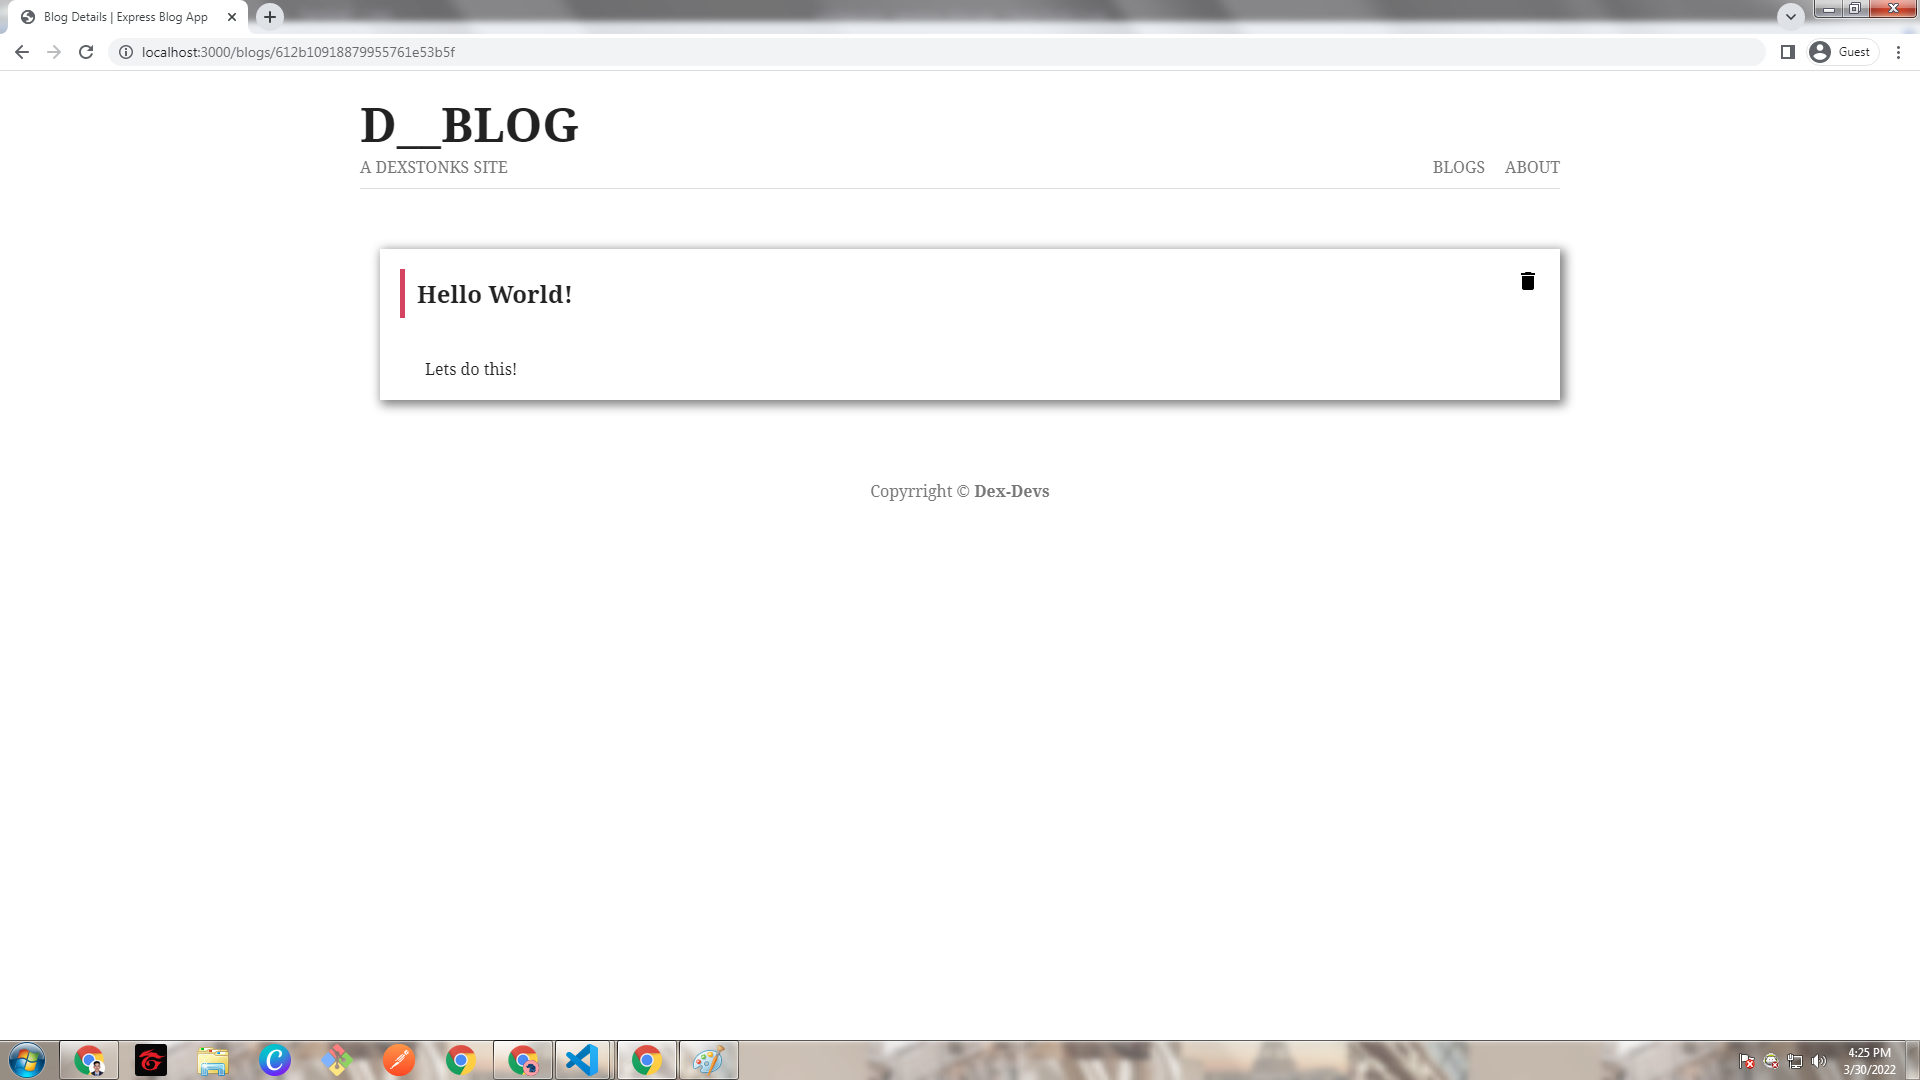 Blog Details | Express Blog App
localhost:3000/blogs/612b10918879955761e53b5f
Guest
D__BLOG
A DEXSTONKS SITE
BLOGS ABOUT
Hello World!
Lets do this!
Copyrright © Dex-Devs
4:25 PM
3/30/2022